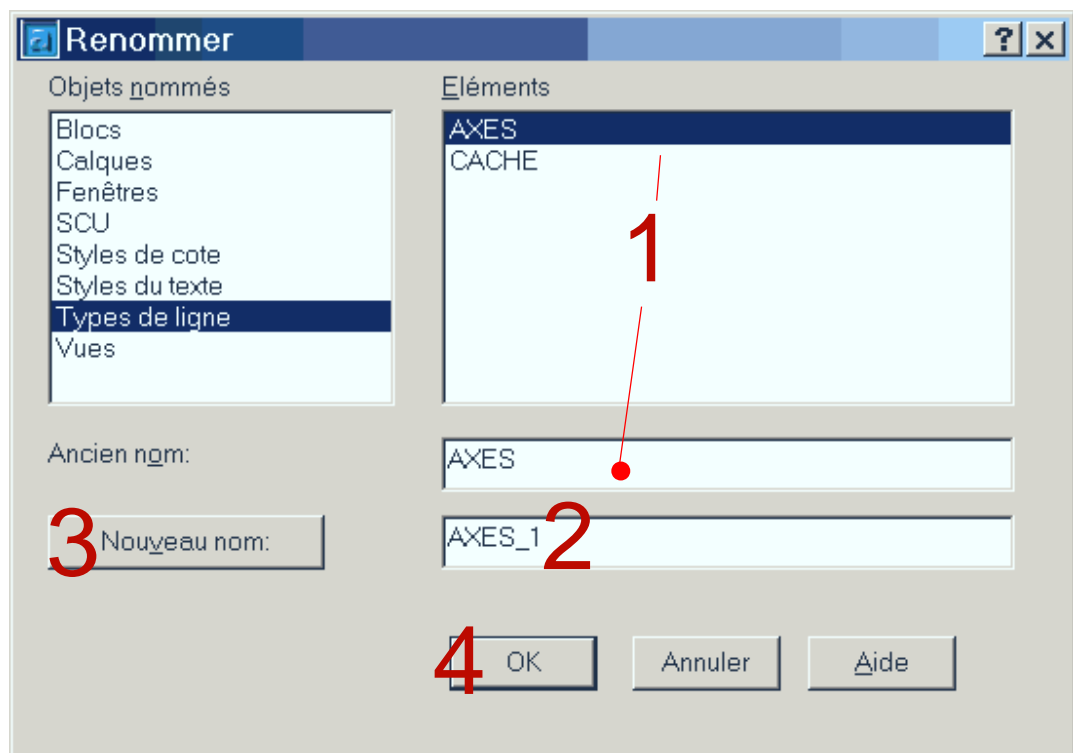 Renommer
Objets nommés
Eléments
Blocs
Calques
Fenêtres
SCU
Styles de cote
Styles du texte
Types de ligne
Vues
AXES
CACHE
1
Ancien nom:
AXES
3
Nouveau nom:
AXES_1
2
4
OK
Annuler
Aide